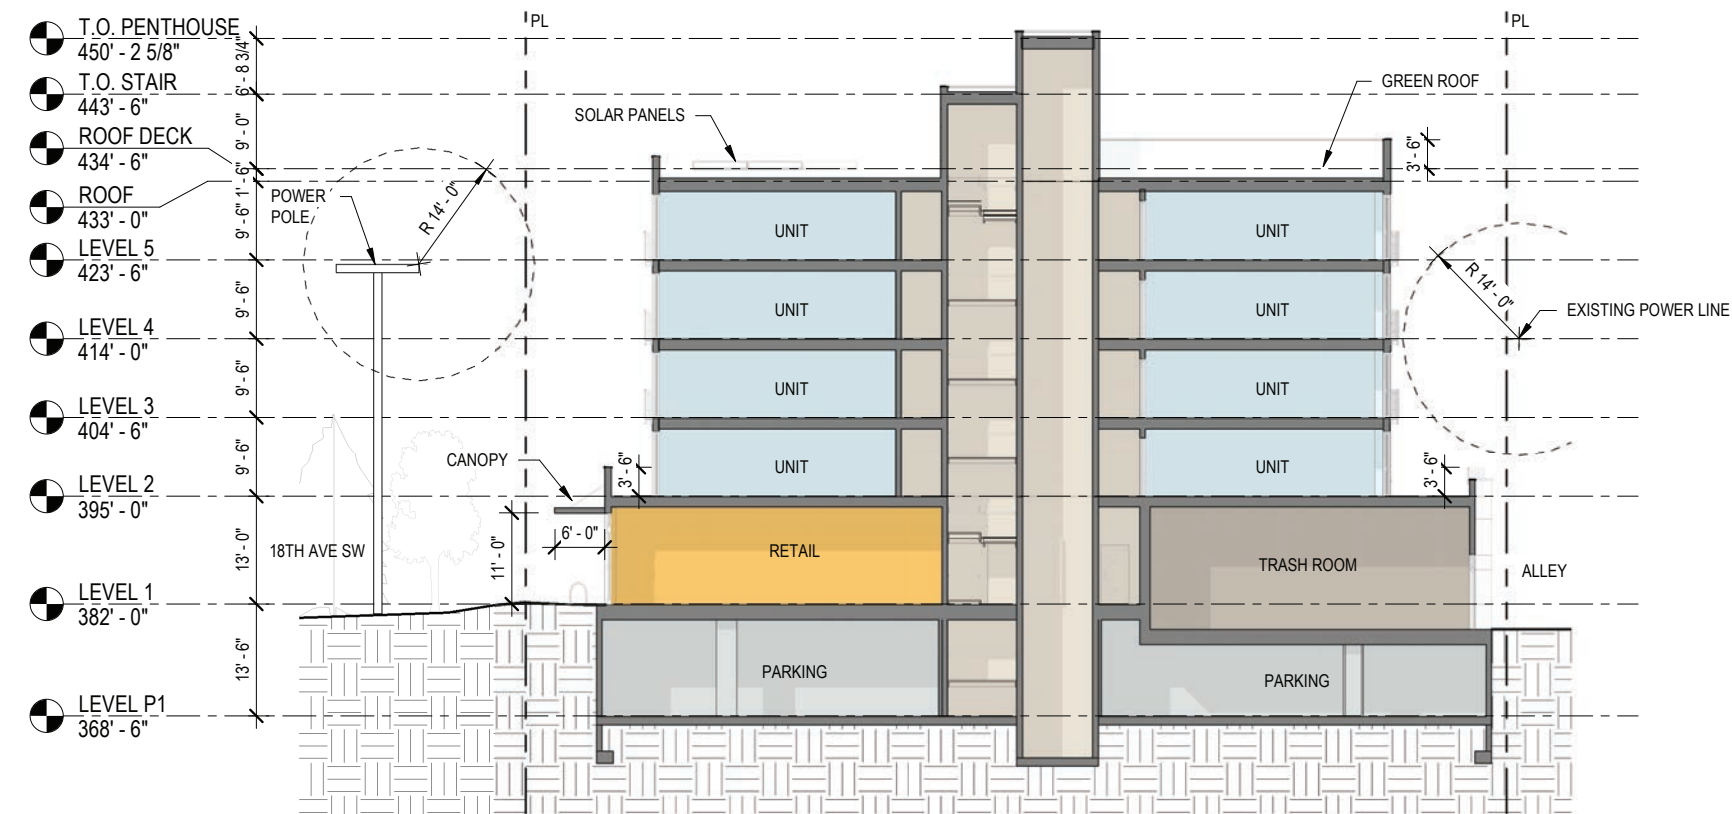 T.O. PENTHOUSE
450' - 2 5/8"
T.O. STAIR
443' - 6"
ROOF DECK
434' - 6"
ROOF
433' - 0"
LEVEL 5
423' - 6"
LEVEL 4
414' - 0"
LEVEL 3
404' - 6"
LEVEL 2
395' - 0"
LEVEL 1
382' - 0"
LEVEL P1
368' - 6"
6' - 8 3/4"
9' - 0"
1' - 6"
9' - 6"
9' - 6"
9' - 6"
9' - 6"
13' - 0"
13' - 6"
PL
PL
POWER
POLE
R 14' - 0"
SOLAR PANELS
GREEN ROOF
3' - 6"
UNIT
UNIT
UNIT
UNIT
UNIT
UNIT
UNIT
UNIT
R 14' - 0"
EXISTING POWER LINE
CANOPY
3' - 6"
3' - 6"
6' - 0"
11' - 0"
18TH AVE SW
RETAIL
TRASH ROOM
ALLEY
PARKING
PARKING